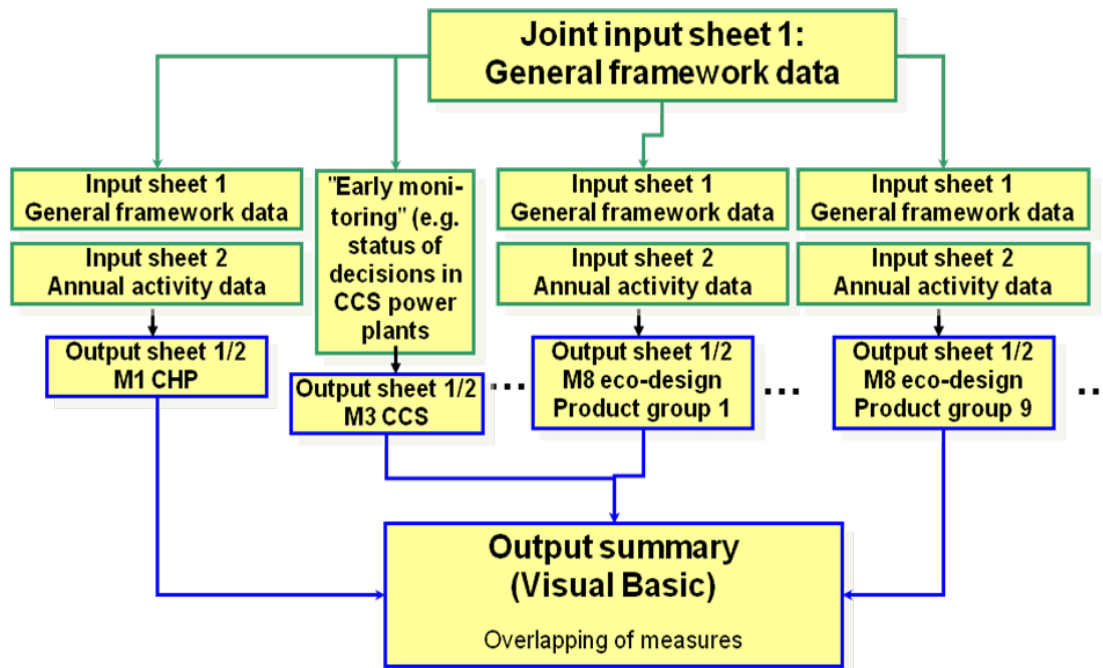 Joint input sheet 1:
General framework data
Input sheet 1
General framework data
Input sheet 2
Annual activity data
Output sheet 1/2
M1 CHP
"Early moni-
toring" (e.g.
status of
decisions in
CCS power
plants
Output sheet 1/2
M3 CCS
...
Input sheet 1
General framework data
Input sheet 2
Annual activity data
Output sheet 1/2
M8 eco-design
Product group 1
...
Input sheet 1
General framework data
Input sheet 2
Annual activity data
Output sheet 1/2
M8 eco-design
Product group 9
..
Output summary
(Visual Basic)
Overlapping of measures